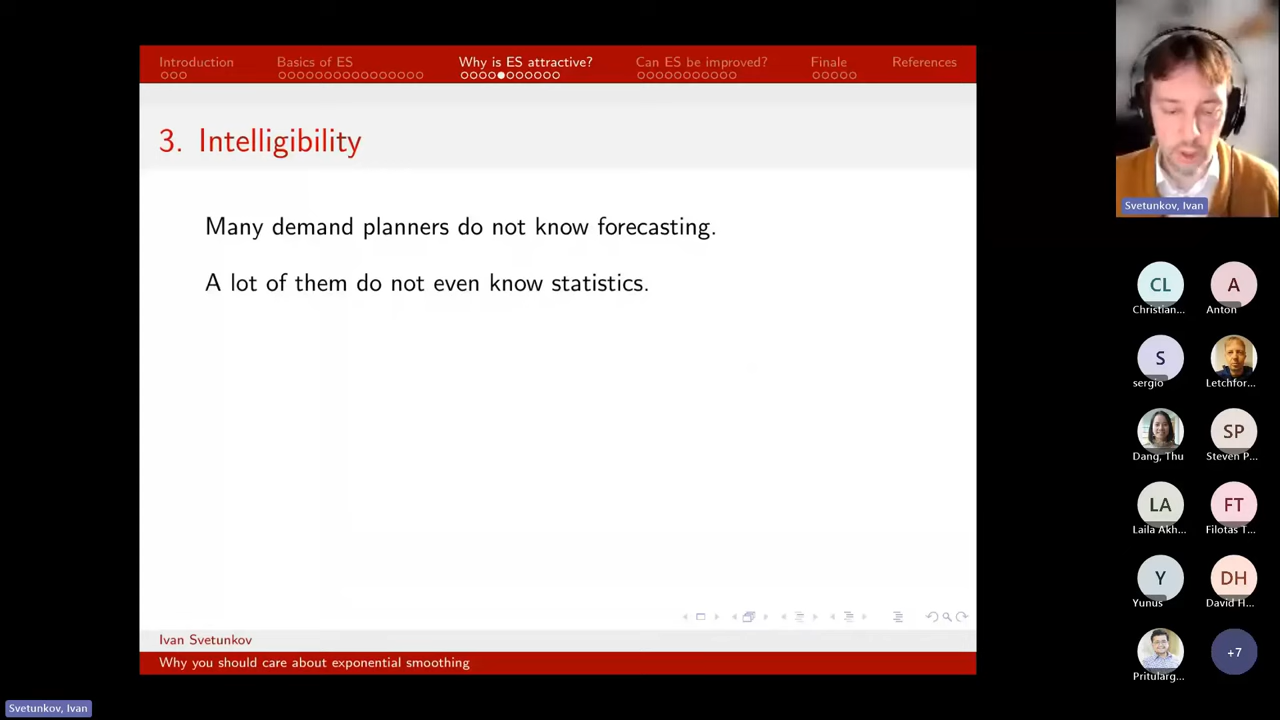 Introduction
Basics of ES
Why is ES attractive?
Can ES be improved?
Finale
References
3. Intelligibility
Many demand planners do not know forecasting.
A lot of them do not even know statistics.
Ivan Svetunkov
Why you should care about exponential smoothing
Svetunkov, Ivan
CL
Christian...
A
Anton
S
sergio
Letchfor...
Dang, Thu
SP
Steven P...
LA
Laila Akh...
FT
Filotas T...
Y
Yunus
DH
David H...
Pritularg...
+7
Svetunkov, Ivan